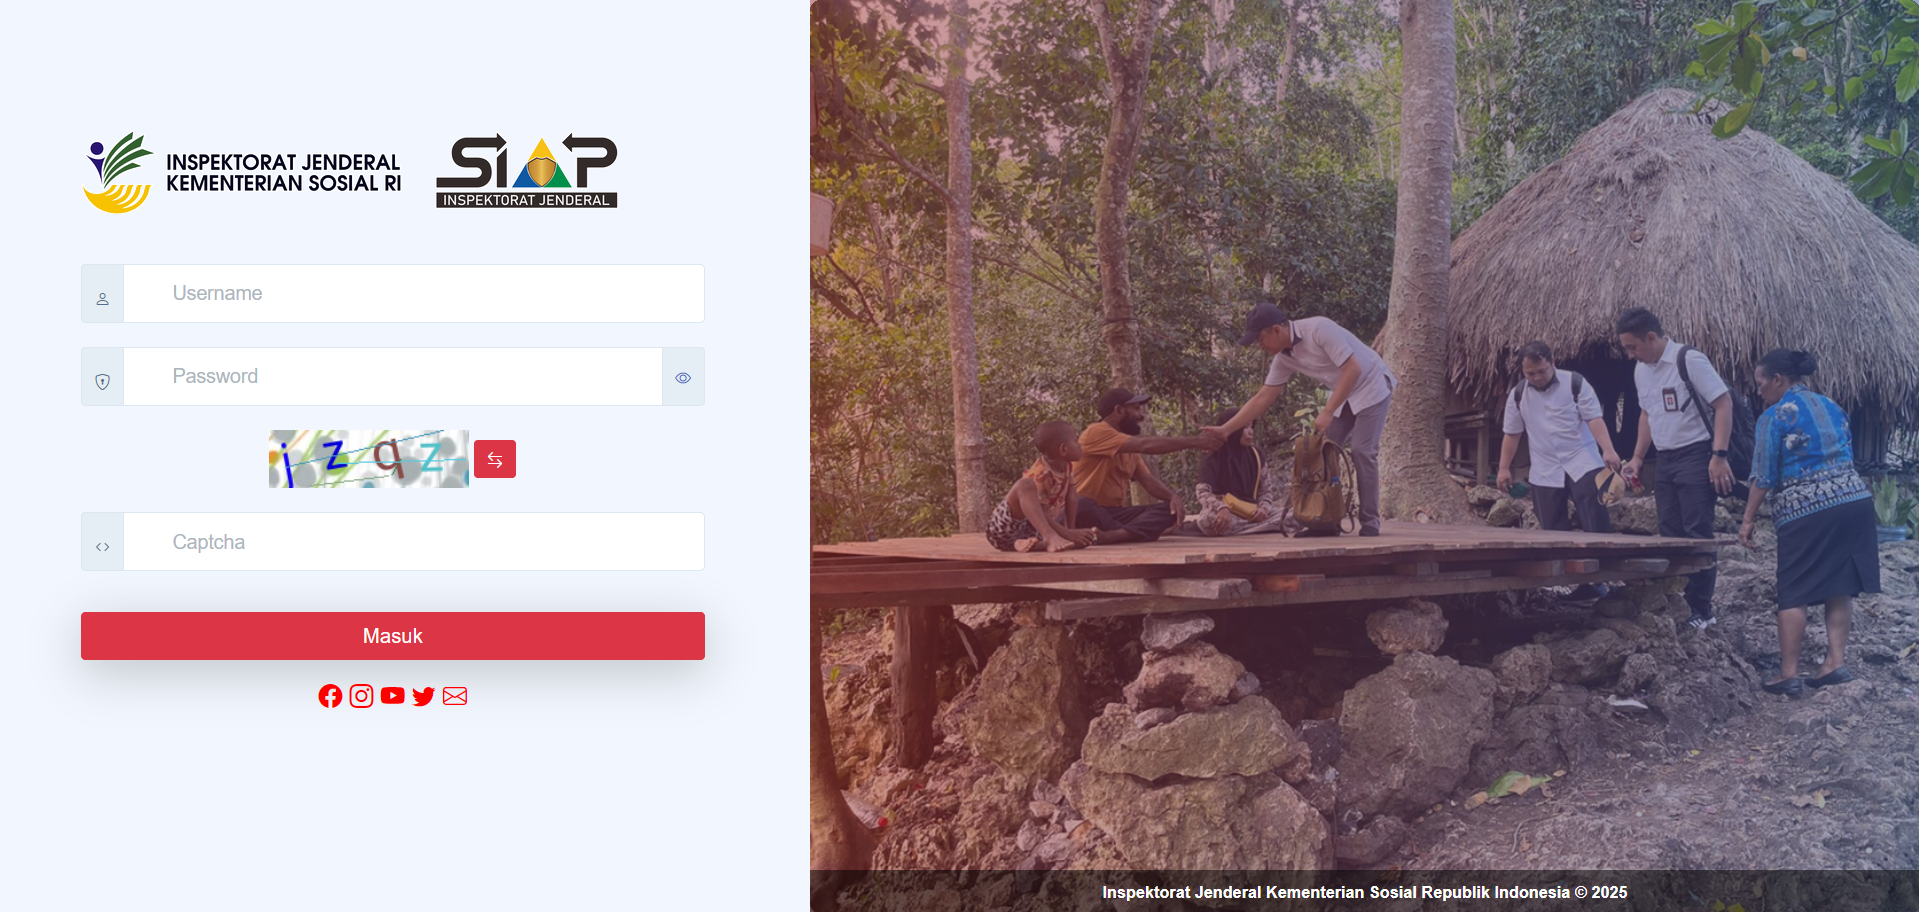 INSPEKTORAT JENDERAL
KEMENTERIAN SOSIAL RI
SIAP
INSPEKTORAT JENDERAL
Username
Password
Captcha
Masuk
Inspektorat Jenderal Kementerian Sosial Republik Indonesia © 2025